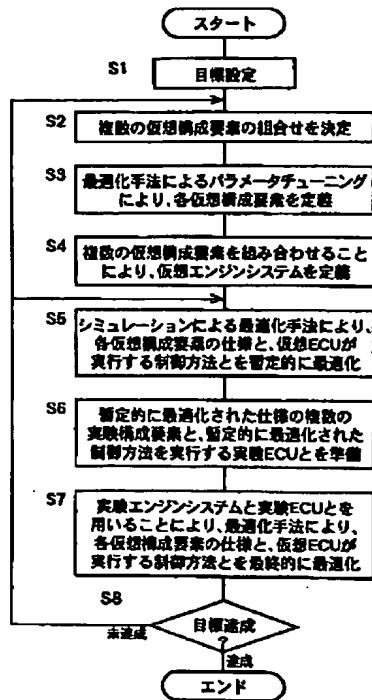 スタート
S1
目標設定
S2
複数の仮想構成要素の組合せを決定
S3
最適化手法によるパラメータチューニング
により、各仮想構成要素を定義
S4
複数の仮想構成要素を組み合わせること
により、仮想エンジンシステムを定義
S5
シミュレーションによる最適化手法により、
各仮想構成要素の仕様と、仮想ECUが
実行する制御方法とを暫定的に最適化
S6
暫定的に最適化された仕様の複数の
実験構成要素と、暫定的に最適化された
制御方法を実行する実験ECUとを準備
S7
実験エンジンシステムと実験ECUとを
用いることにより、最適化手法により、
各仮想構成要素の仕様と、仮想ECUが
実行する制御方法とを最終的に最適化
S8
目標達成
?
未達成
達成
エンド